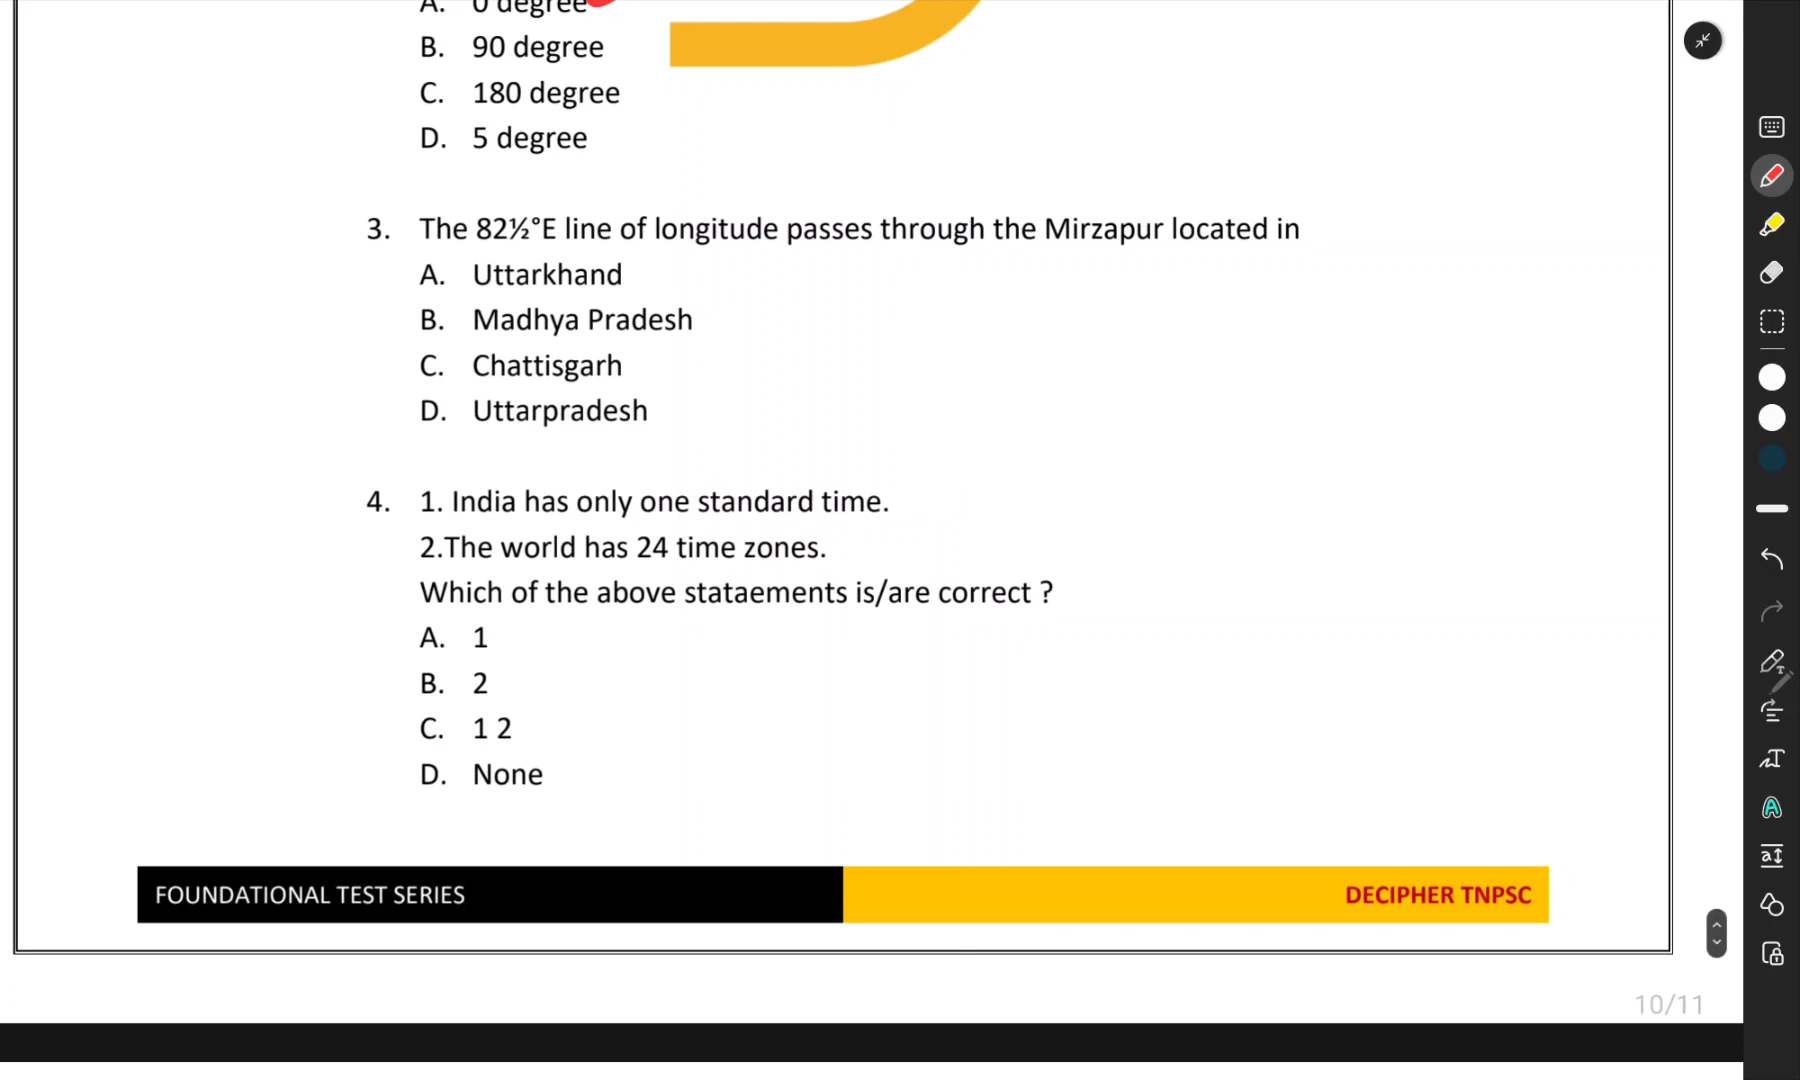 A. 0 degree
B. 90 degree
C. 180 degree
D. 5 degree
3. The 82½°E line of longitude passes through the Mirzapur located in
A. Uttarkhand
B. Madhya Pradesh
C. Chattisgarh
D. Uttarpradesh
4. 1. India has only one standard time.
2.The world has 24 time zones.
Which of the above stataements is/are correct ?
A. 1
B. 2
C. 1 2
D. None
FOUNDATIONAL TEST SERIES
DECIPHER TNPSC
10/11